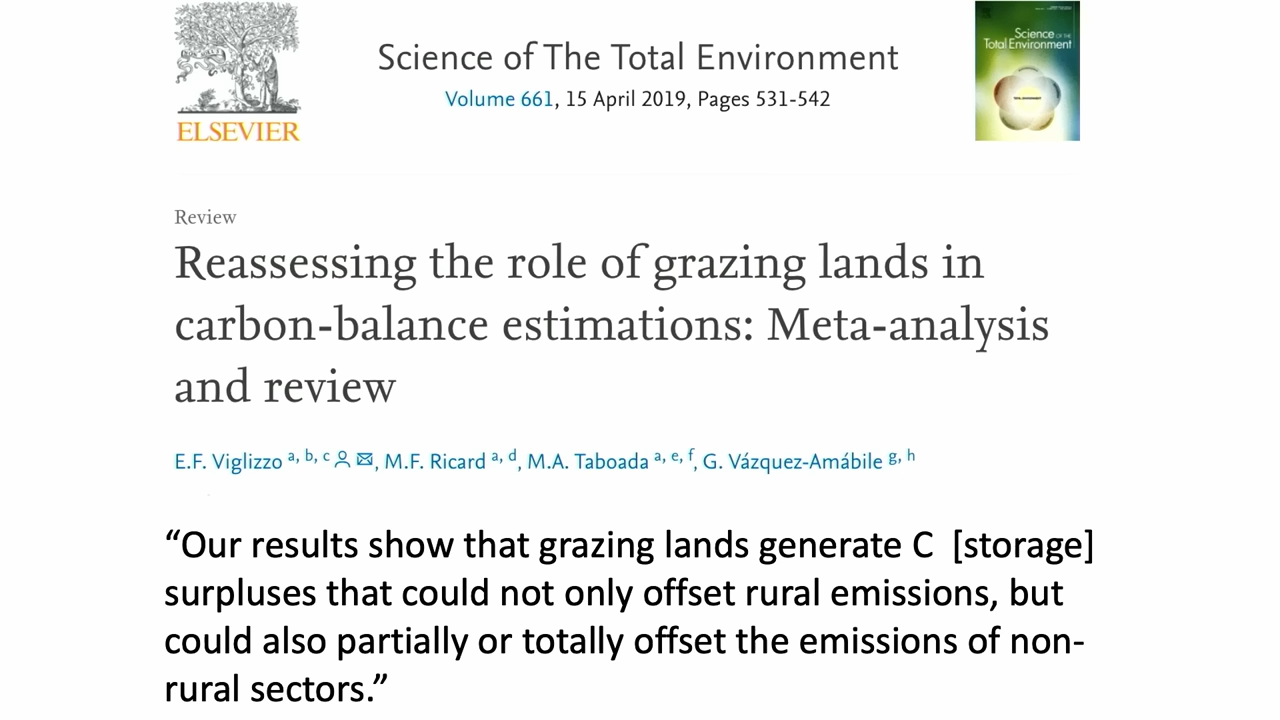 Science of The Total Environment
Volume 661, 15 April 2019, Pages 531-542
ELSEVIER
Science OF THE
Total Environment
TOTAL ENVIRONMENT
Review
Reassessing the role of grazing lands in
carbon-balance estimations: Meta-analysis
and review
E.F. Viglizzo a, b, c, M.F. Ricard a, d, M.A. Taboada a, e, f, G. Vázquez-Amábile g, h
“Our results show that grazing lands generate C [storage]
surpluses that could not only offset rural emissions, but
could also partially or totally offset the emissions of non-
rural sectors.”